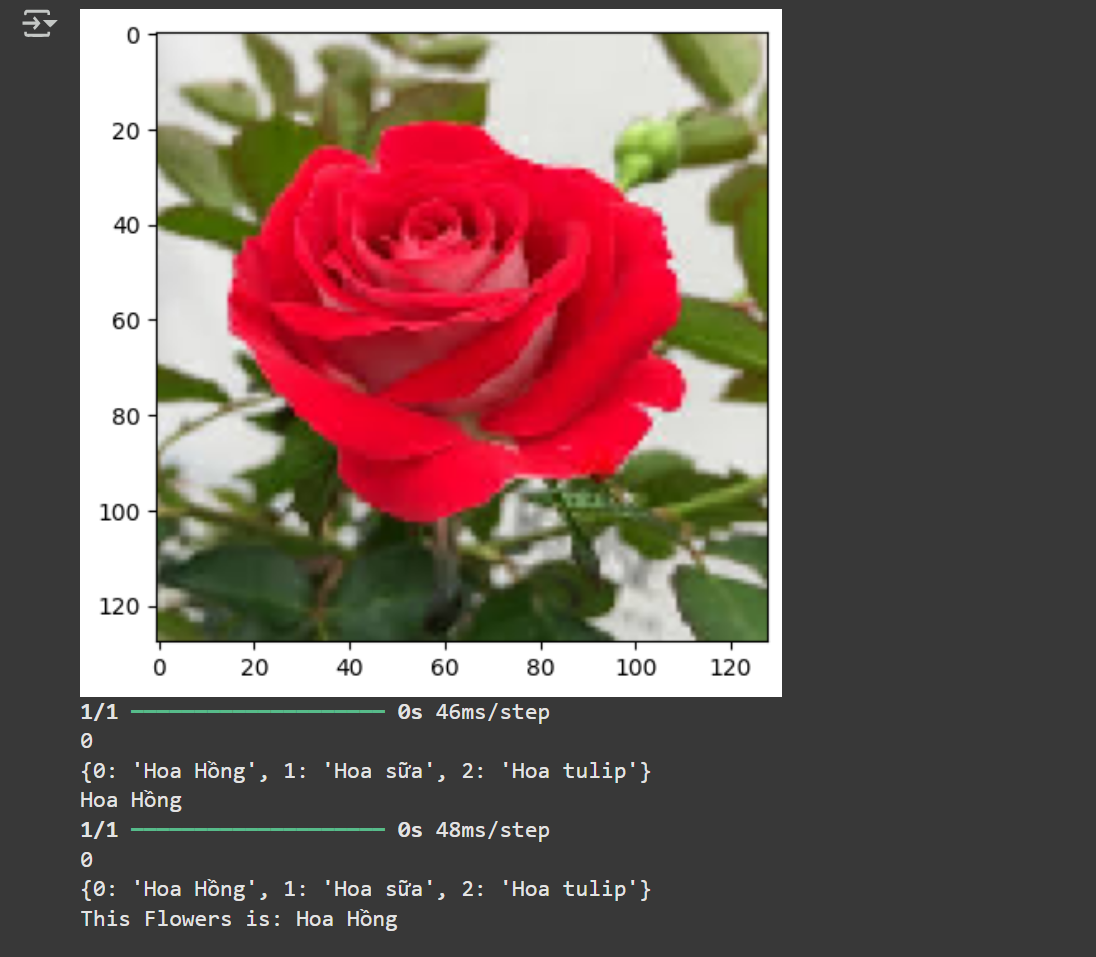 0
20
40
60
80
100
120
0 20 40 60 80 100 120
1/1 ━━━━━━━━━━━━━━━━━━━━ 0s 46ms/step
0
{0: 'Hoa Hồng', 1: 'Hoa sữa', 2: 'Hoa tulip'}
Hoa Hồng
1/1 ━━━━━━━━━━━━━━━━━━━━ 0s 48ms/step
0
{0: 'Hoa Hồng', 1: 'Hoa sữa', 2: 'Hoa tulip'}
This Flowers is: Hoa Hồng